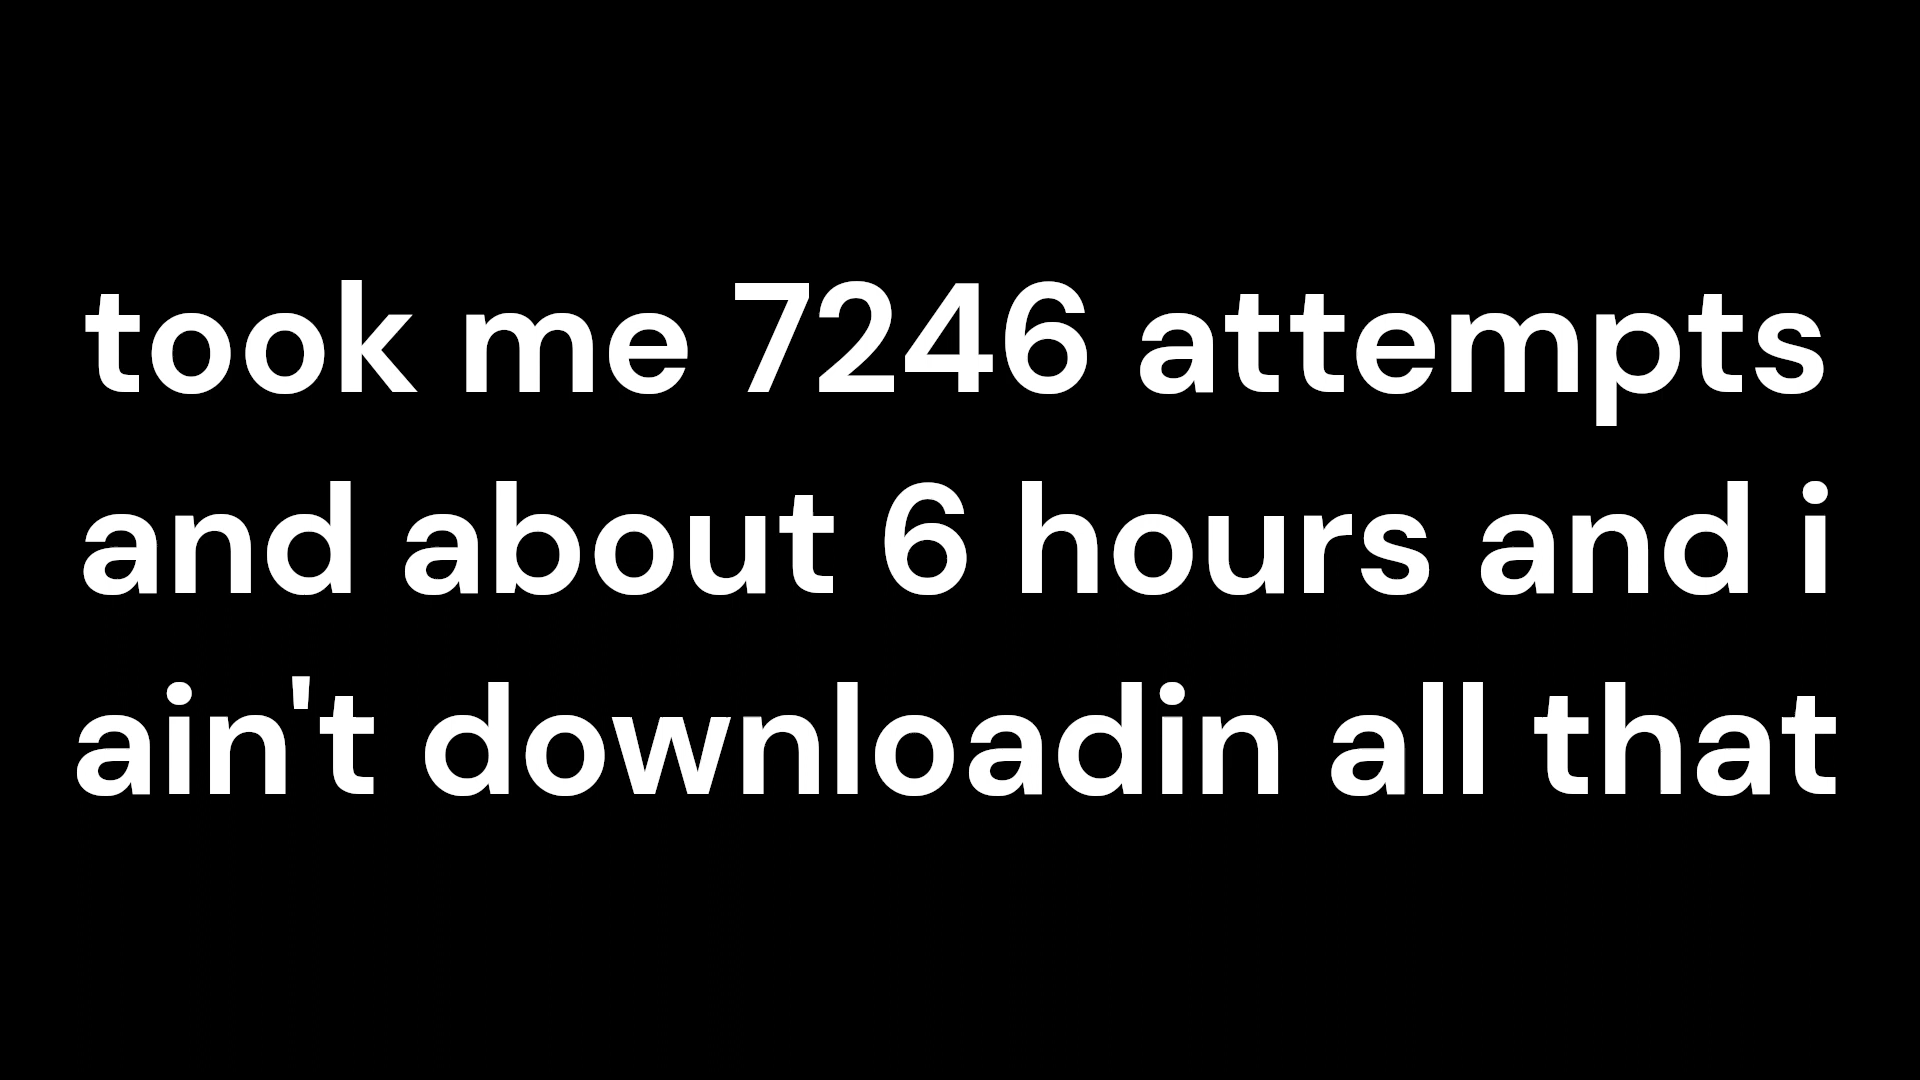 took me 7246 attempts
and about 6 hours and i
ain't downloadin all that